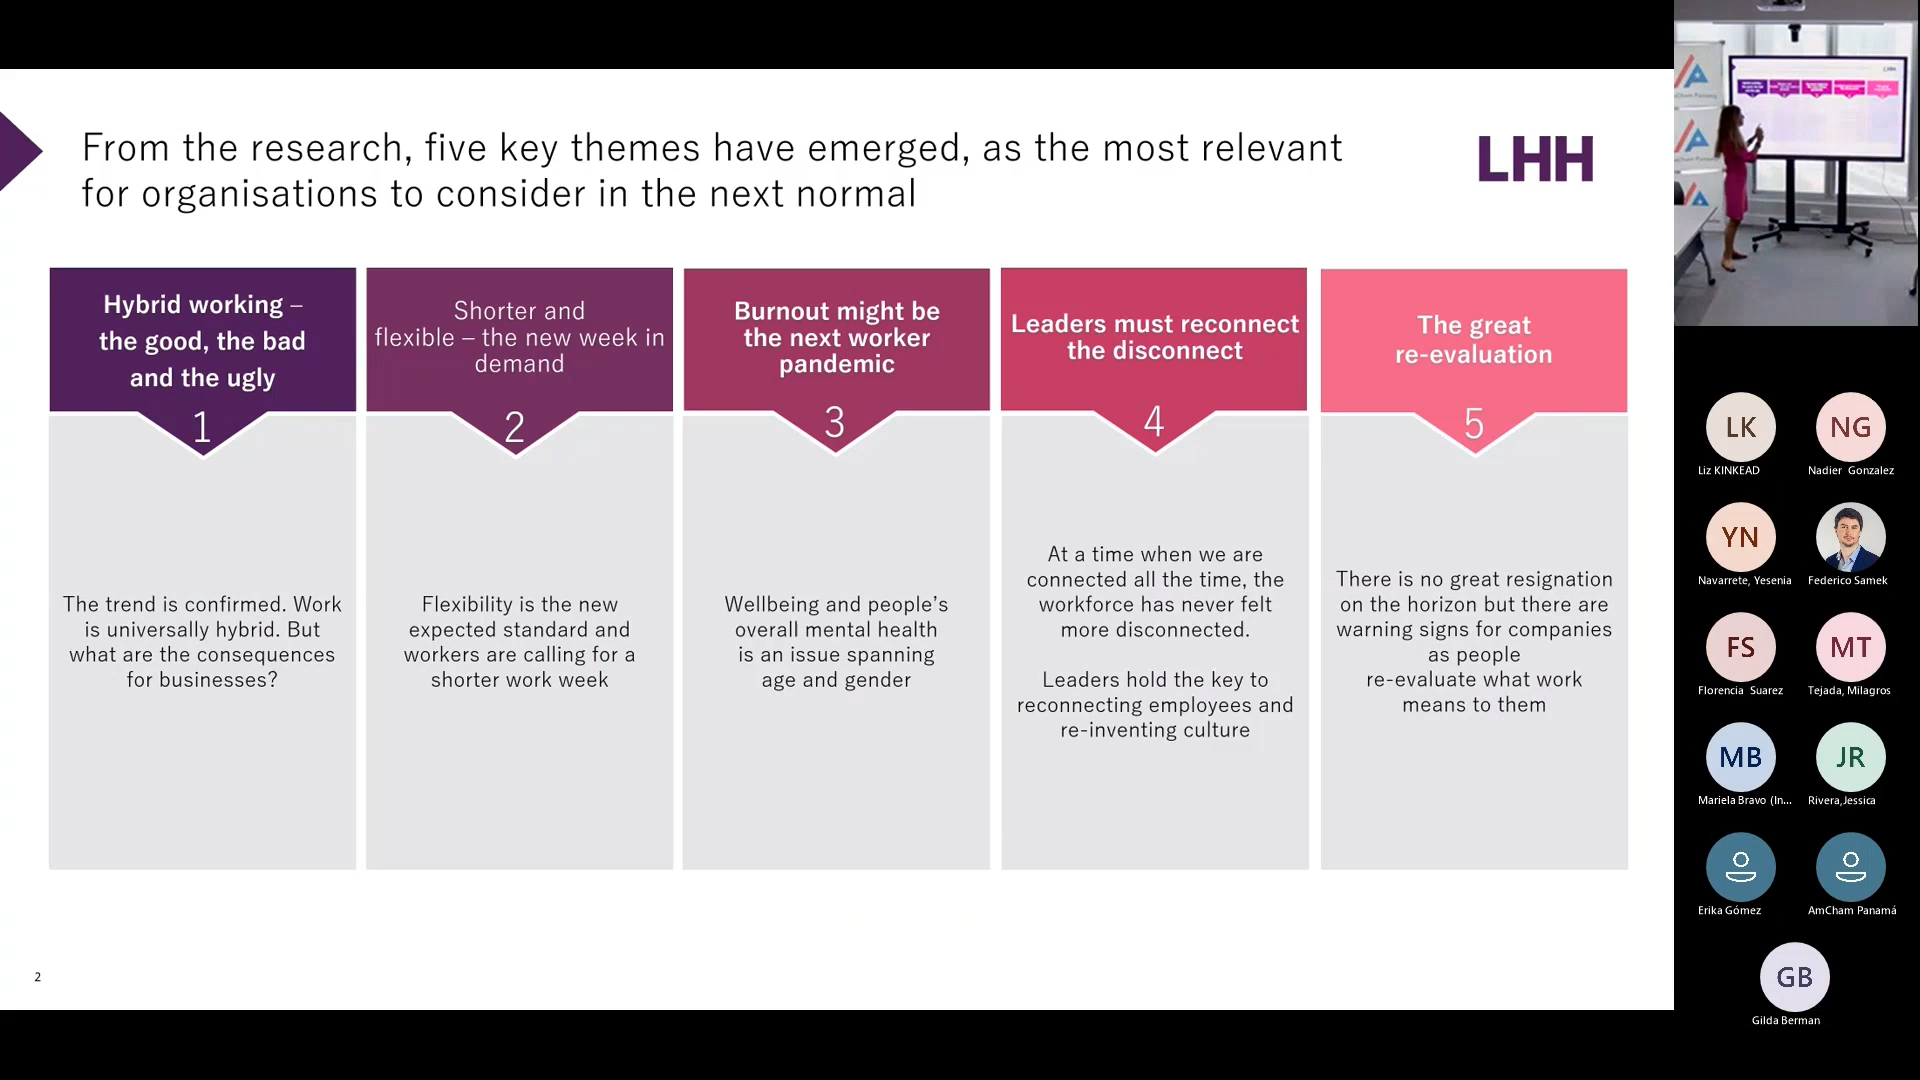 From the research, five key themes have emerged, as the most relevant
for organisations to consider in the next normal
LHH
Hybrid working –
the good, the bad
and the ugly
1
The trend is confirmed. Work
is universally hybrid. But
what are the consequences
for businesses?
Shorter and
flexible – the new week in
demand
2
Flexibility is the new
expected standard and
workers are calling for a
shorter work week
Burnout might be
the next worker
pandemic
3
Wellbeing and people’s
overall mental health
is an issue spanning
age and gender
Leaders must reconnect
the disconnect
4
At a time when we are
connected all the time, the
workforce has never felt
more disconnected.
Leaders hold the key to
reconnecting employees and
re-inventing culture
The great
re-evaluation
5
There is no great resignation
on the horizon but there are
warning signs for companies
as people
re-evaluate what work
means to them
2
LK
Liz KINKEAD
NG
Nadier Gonzalez
YN
Navarrete, Yesenia
Federico Samek
FS
Florencia Suarez
MT
Tejada, Milagros
MB
Mariela Bravo (In...
JR
Rivera,Jessica
Erika Gómez
AmCham Panamá
GB
Gilda Berman